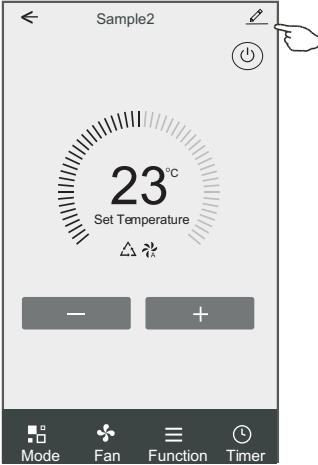 Sample2
23°C
Set Temperature
A
Mode Fan Function Timer